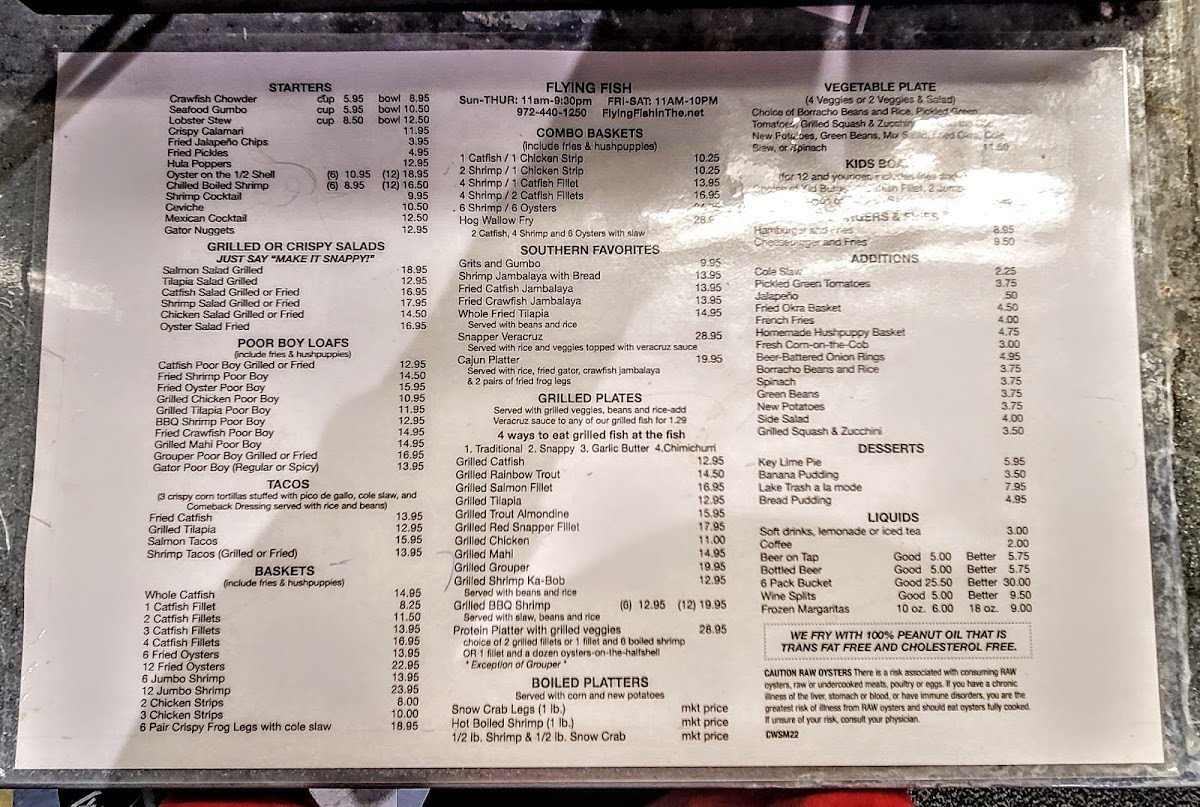 STARTERS
Crawfish Chowder cup 5.95 bowl 8.95
Seafood Gumbo cup 5.95 bowl 10.50
Lobster Stew cup 8.50 bowl 12.50
Crispy Calamari 11.95
Fried Jalapeño Chips 3.95
Fried Pickles 4.95
Hula Poppers 12.95
Oyster on the 1/2 Shell (6) 10.95 (12) 18.95
Chilled Boiled Shrimp (6) 8.95 (12) 16.50
Shrimp Cocktail 9.95
Ceviche 10.50
Mexican Cocktail 12.50
Gator Nuggets 12.95
GRILLED OR CRISPY SALADS
JUST SAY "MAKE IT SNAPPY!"
Salmon Salad Grilled 18.95
Tilapia Salad Grilled 12.95
Catfish Salad Grilled or Fried 16.95
Shrimp Salad Grilled or Fried 17.95
Chicken Salad Grilled or Fried 14.50
Oyster Salad Fried 16.95
POOR BOY LOAFS
(include fries & hushpuppies)
Catfish Poor Boy Grilled or Fried 12.95
Fried Shrimp Poor Boy 14.50
Fried Oyster Poor Boy 15.95
Grilled Chicken Poor Boy 10.95
Grilled Tilapia Poor Boy 11.95
BBQ Shrimp Poor Boy 12.95
Fried Crawfish Poor Boy 14.95
Grilled Mahi Poor Boy 14.95
Grouper Poor Boy Grilled or Fried 16.95
Gator Poor Boy (Regular or Spicy) 13.95
TACOS
(3 crispy corn tortillas stuffed with pico de gallo, cole slaw, and
Comeback Dressing served with rice and beans)
Fried Catfish 13.95
Grilled Tilapia 12.95
Salmon Tacos 15.95
Shrimp Tacos (Grilled or Fried) 13.95
BASKETS
(include fries & hushpuppies)
Whole Catfish 14.95
1 Catfish Fillet 8.25
2 Catfish Fillets 11.50
3 Catfish Fillets 13.95
4 Catfish Fillets 16.95
6 Fried Oysters 13.95
12 Fried Oysters 22.95
6 Jumbo Shrimp 13.95
12 Jumbo Shrimp 23.95
2 Chicken Strips 8.00
3 Chicken Strips 10.00
6 Pair Crispy Frog Legs with cole slaw 18.95
FLYING FISH
Sun-THUR: 11am-9:30pm FRI-SAT: 11AM-10PM
972-440-1250 FlyingFishInThe.net
COMBO BASKETS
(include fries & hushpuppies)
1 Catfish / 1 Chicken Strip 10.25
2 Shrimp / 1 Chicken Strip 10.25
4 Shrimp / 1 Catfish Fillet 13.95
4 Shrimp / 2 Catfish Fillets 16.95
6 Shrimp / 6 Oysters
Hog Wallow Fry
2 Catfish, 4 Shrimp and 6 Oysters with slaw
SOUTHERN FAVORITES
Grits and Gumbo 9.95
Shrimp Jambalaya with Bread 13.95
Fried Catfish Jambalaya 13.95
Fried Crawfish Jambalaya 13.95
Whole Fried Tilapia 14.95
Served with beans and rice
Snapper Veracruz 28.95
Served with rice and veggies topped with veracruz sauce
Cajun Platter 19.95
Served with rice, fried gator, crawfish jambalaya
& 2 pairs of fried frog legs
GRILLED PLATES
Served with grilled veggies, beans and rice-add
Veracruz sauce to any of our grilled fish for 1.29
4 ways to eat grilled fish at the fish
1. Traditional 2. Snappy 3. Garlic Butter 4.Chimichurri
Grilled Catfish 12.95
Grilled Rainbow Trout 14.50
Grilled Salmon Fillet 16.95
Grilled Tilapia 12.95
Grilled Trout Almondine 15.95
Grilled Red Snapper Fillet 17.95
Grilled Chicken 11.00
Grilled Mahi 14.95
Grilled Grouper 19.95
Grilled Shrimp Ka-Bob 12.95
Served with beans and rice
Grilled BBQ Shrimp (6) 12.95 (12) 19.95
Served with slaw, beans and rice
Protein Platter with grilled veggies 28.95
choice of 2 grilled fillets or 1 fillet and 6 boiled shrimp
OR 1 fillet and a dozen oysters-on-the-halfshell
* Exception of Grouper *
BOILED PLATTERS
Served with corn and new potatoes
Snow Crab Legs (1 lb.) mkt price
Hot Boiled Shrimp (1 lb.) mkt price
1/2 lb. Shrimp & 1/2 lb. Snow Crab mkt price
VEGETABLE PLATE
(4 Veggies or 2 Veggies & Salad)
Choice of Borracho Beans and Rice, Pickled Green
Tomatoes, Grilled Squash & Zucchini
New Potatoes, Green Beans, Mix Salad, Fried Okra, Cole
Slaw, or Spinach 11.50
KIDS
(for 12 and younger, includes fries and
& FRIES
Hamburger and Fries 8.95
Cheeseburger and Fries 9.50
ADDITIONS
Cole Slaw 2.25
Pickled Green Tomatoes 3.75
Jalapeño .50
Fried Okra Basket 4.50
French Fries 4.00
Homemade Hushpuppy Basket 4.75
Fresh Corn-on-the-Cob 3.00
Beer-Battered Onion Rings 4.95
Borracho Beans and Rice 3.75
Spinach 3.75
Green Beans 3.75
New Potatoes 3.75
Side Salad 4.00
Grilled Squash & Zucchini 3.50
DESSERTS
Key Lime Pie 5.95
Banana Pudding 3.50
Lake Trash a la mode 7.95
Bread Pudding 4.95
LIQUIDS
Soft drinks, lemonade or iced tea 3.00
Coffee 2.00
Beer on Tap Good 5.00 Better 5.75
Bottled Beer Good 5.00 Better 5.75
6 Pack Bucket Good 25.50 Better 30.00
Wine Splits Good 5.00 Better 9.50
Frozen Margaritas 10 oz. 6.00 18 oz. 9.00
WE FRY WITH 100% PEANUT OIL THAT IS
TRANS FAT FREE AND CHOLESTEROL FREE.
CAUTION RAW OYSTERS There is a risk associated with consuming RAW
oysters, raw or undercooked meats, poultry or eggs. If you have a chronic
illness of the liver, stomach or blood, or have immune disorders, you are the
greatest risk of illness from RAW oysters and should eat oysters fully cooked.
If unsure of your risk, consult your physician.
CWSM22